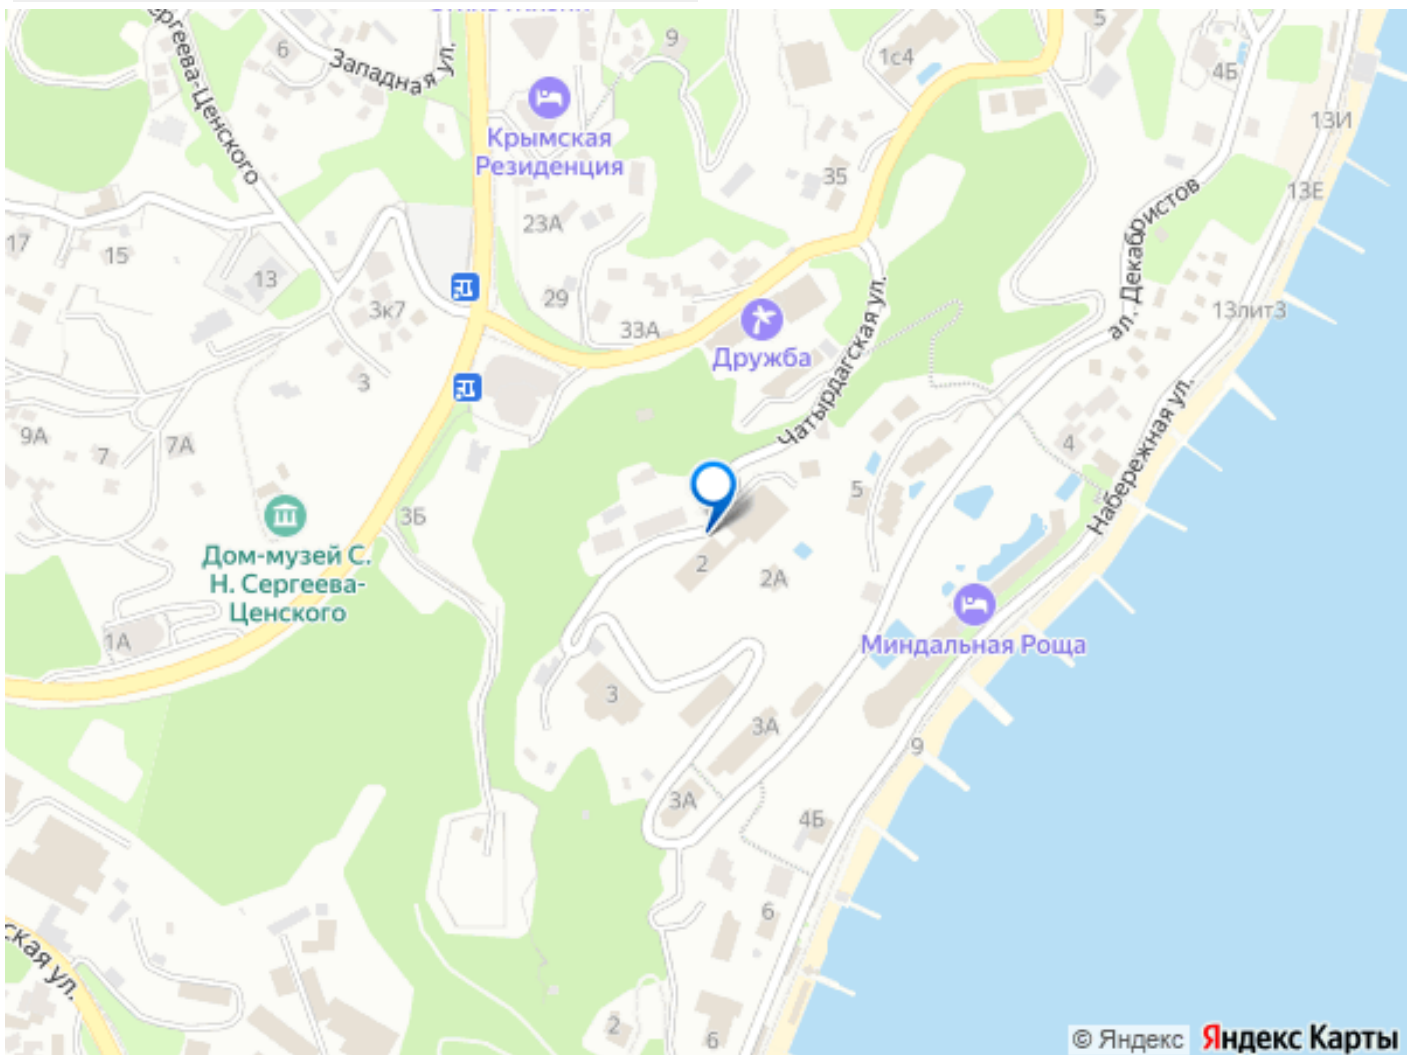 Сергеева-Ценского
6
Западная ул.
9
1с4
5
4Б
13И
Крымская
Резиденция
35
13Е
ал. Декабристов
23А
17
15
13
3к7
29
33А
13литЗ
Дружба
Чатырдагская ул.
3
9А
7
7А
4
Набережная ул.
5
3Б
Дом-музей С.
Н. Сергеева-
Ценского
2
2А
1А
Миндальная Роща
3
3А
9
3А
4Б
6
ская ул.
2
6
© Яндекс
Яндекс Карты